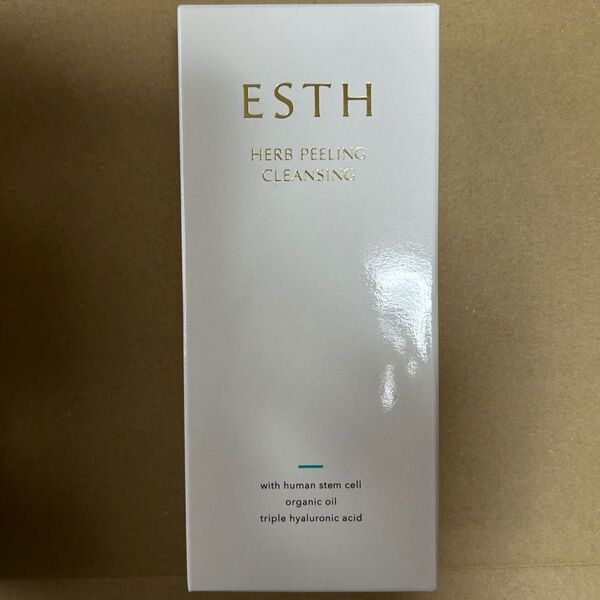 ESTH
HERB PEELING
CLEANSING
with human stem cell
organic oil
triple hyaluronic acid